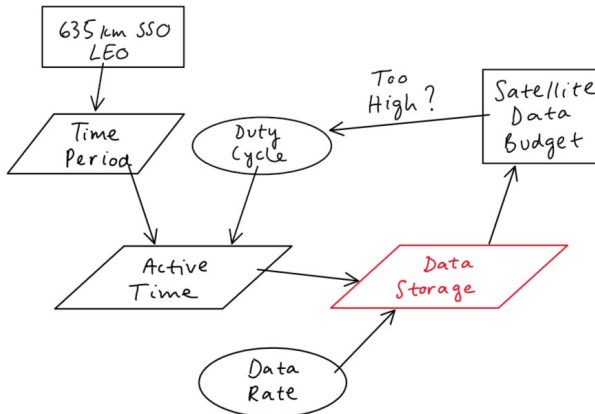 635 km SSO
LEO
Time
Period
Duty
Cycle
Too
High?
Satellite
Data
Budget
Active
Time
Data
Storage
Data
Rate